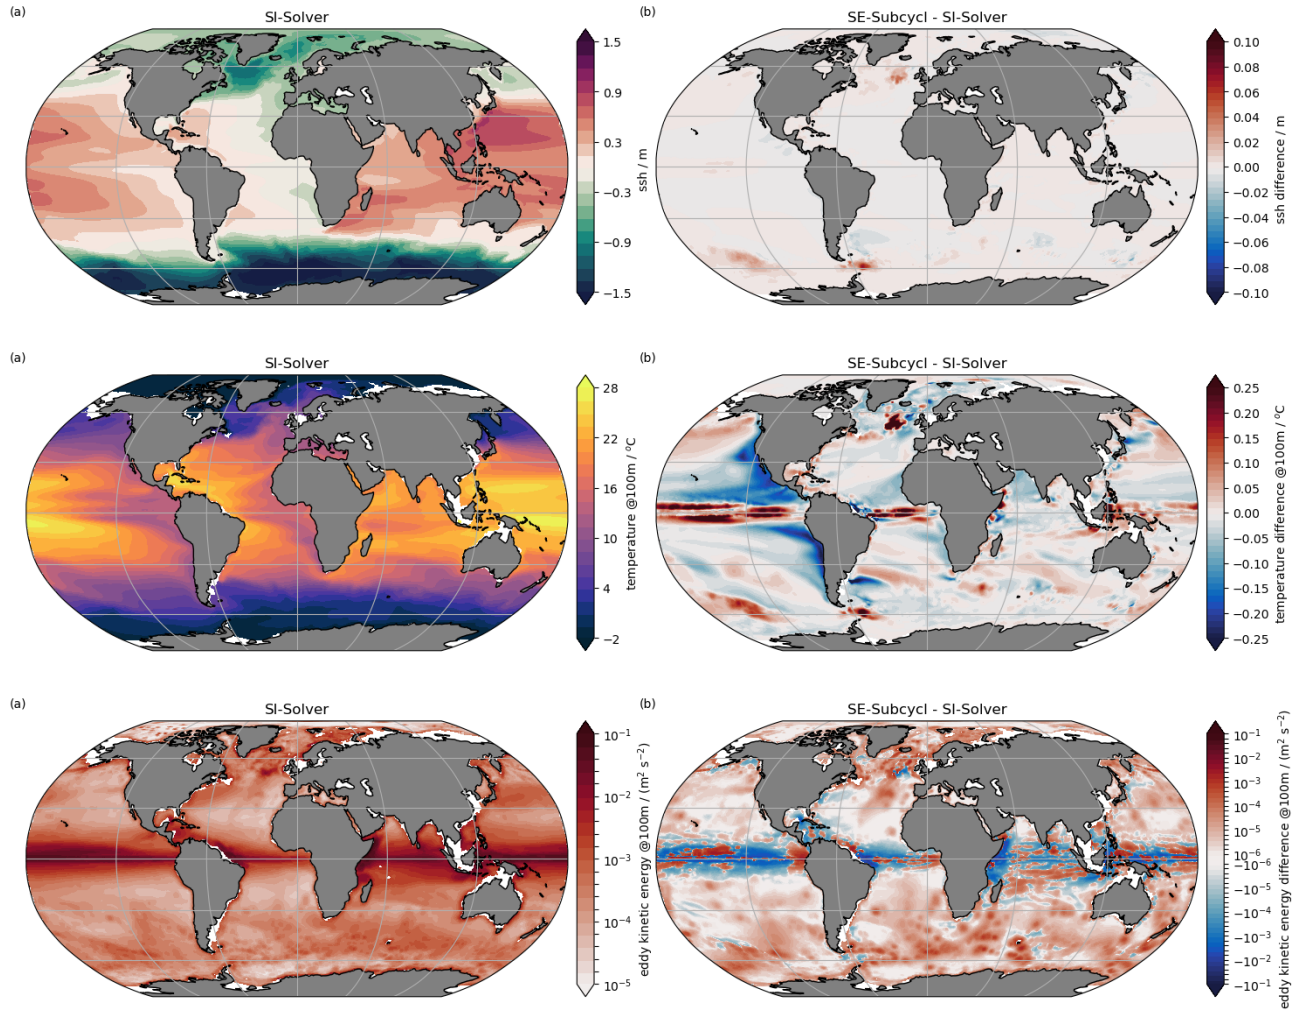 (a)
SI-Solver
1.5
0.9
0.3
−0.3
−0.9
−1.5
ssh / m
(b)
SE-Subcycl - SI-Solver
0.10
0.08
0.06
0.04
0.02
0.00
−0.02
−0.04
−0.06
−0.08
−0.10
ssh difference / m
(a)
SI-Solver
28
22
16
10
4
−2
temperature @100m / °C
(b)
SE-Subcycl - SI-Solver
0.25
0.20
0.15
0.10
0.05
0.00
−0.05
−0.10
−0.15
−0.20
−0.25
temperature difference @100m / °C
(a)
SI-Solver
10⁻¹
10⁻²
10⁻³
10⁻⁴
10⁻⁵
eddy kinetic energy @100m / (m² s⁻²)
(b)
SE-Subcycl - SI-Solver
10⁻¹
10⁻²
10⁻³
10⁻⁴
10⁻⁵
−10⁻⁶
−10⁻⁵
−10⁻⁴
−10⁻³
−10⁻²
−10⁻¹
eddy kinetic energy difference @100m / (m² s⁻²)